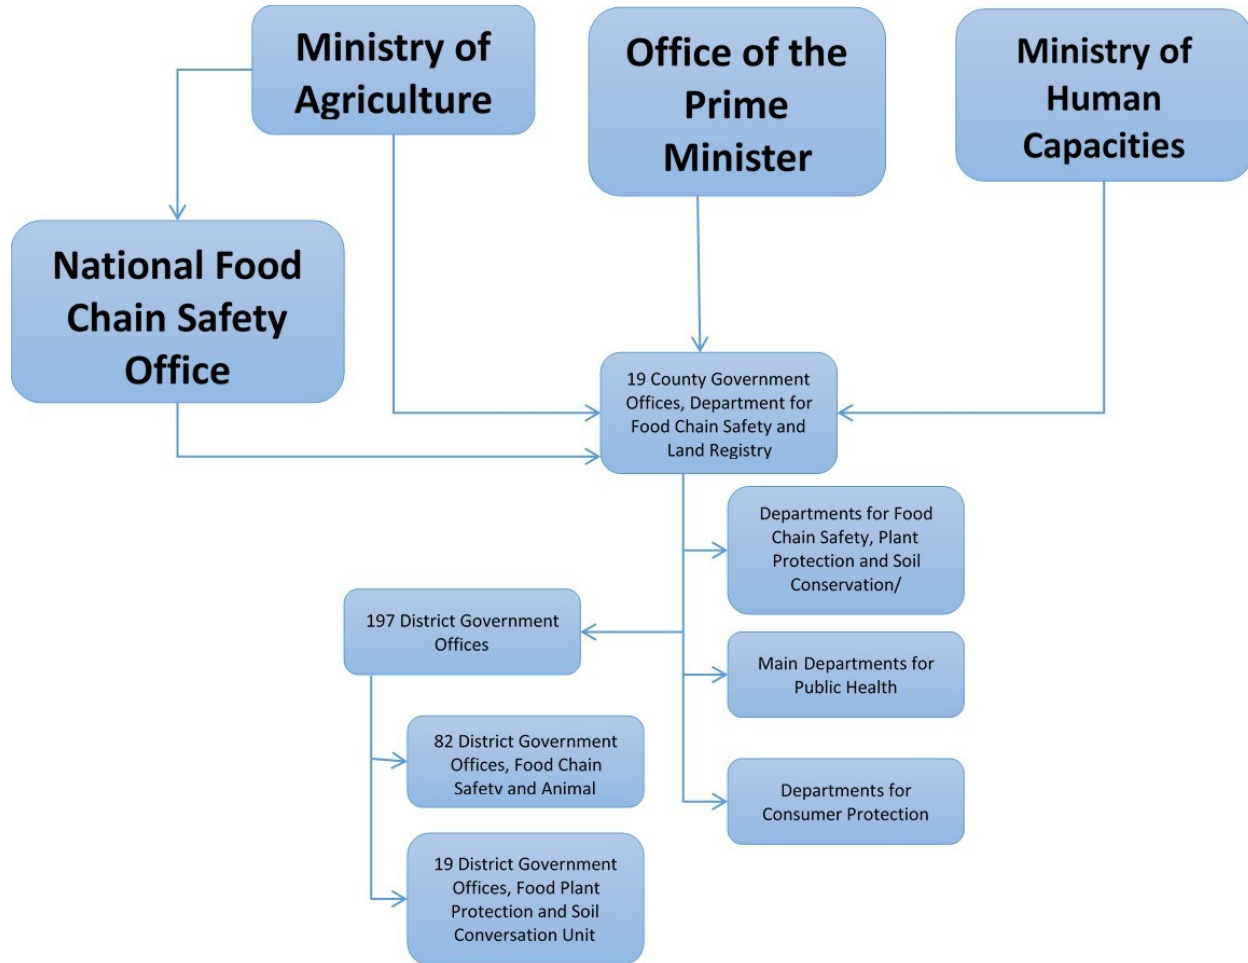 Ministry of
Agriculture
Office of the
Prime
Minister
Ministry of
Human
Capacities
National Food
Chain Safety
Office
19 County Government
Offices, Department for
Food Chain Safety and
Land Registry
Departments for Food
Chain Safety, Plant
Protection and Soil
Conservation/
197 District Government
Offices
Main Departments for
Public Health
82 District Government
Offices, Food Chain
Safety and Animal
Departments for
Consumer Protection
19 District Government
Offices, Food Plant
Protection and Soil
Conversation Unit